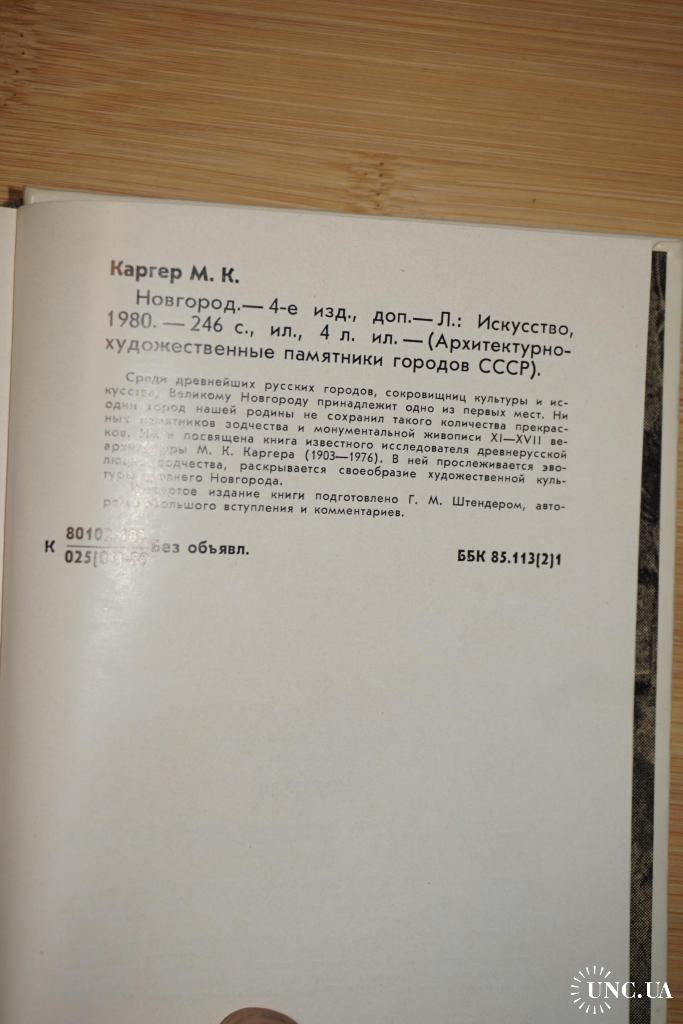 Каргер М. К.
Новгород.— 4-е изд., доп.— Л.: Искусство,
1980. — 246 с., ил., 4 л. ил. — (Архитектурно-
художественные памятники городов СССР).
Среди древнейших русских городов, сокровищниц культуры и ис-
кусства, Великому Новгороду принадлежит одно из первых мест. Ни
один город нашей родины не сохранил такого количества прекрас-
ных памятников зодчества и монументальной живописи XI—XVII ве-
ков. Им и посвящена книга известного исследователя древнерусской
архитектуры М. К. Каргера (1903—1976). В ней прослеживается эво-
люция зодчества, раскрывается своеобразие художественной куль-
туры древнего Новгорода.
Четвертое издание книги подготовлено Г. М. Штендером, авто-
ром небольшого вступления и комментариев.
К
Без объявл.
ББК 85.113(2)1
UNC.UA